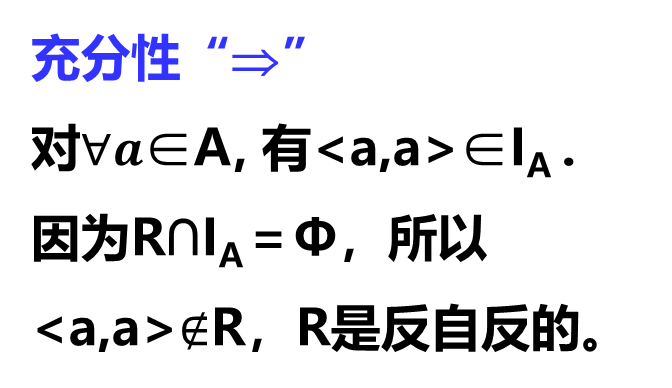 充分性“⇒”
对∀a∈A, 有<a,a>∈I_A .
因为R∩I_A = Φ，所以
<a,a>∉R，R是反自反的。